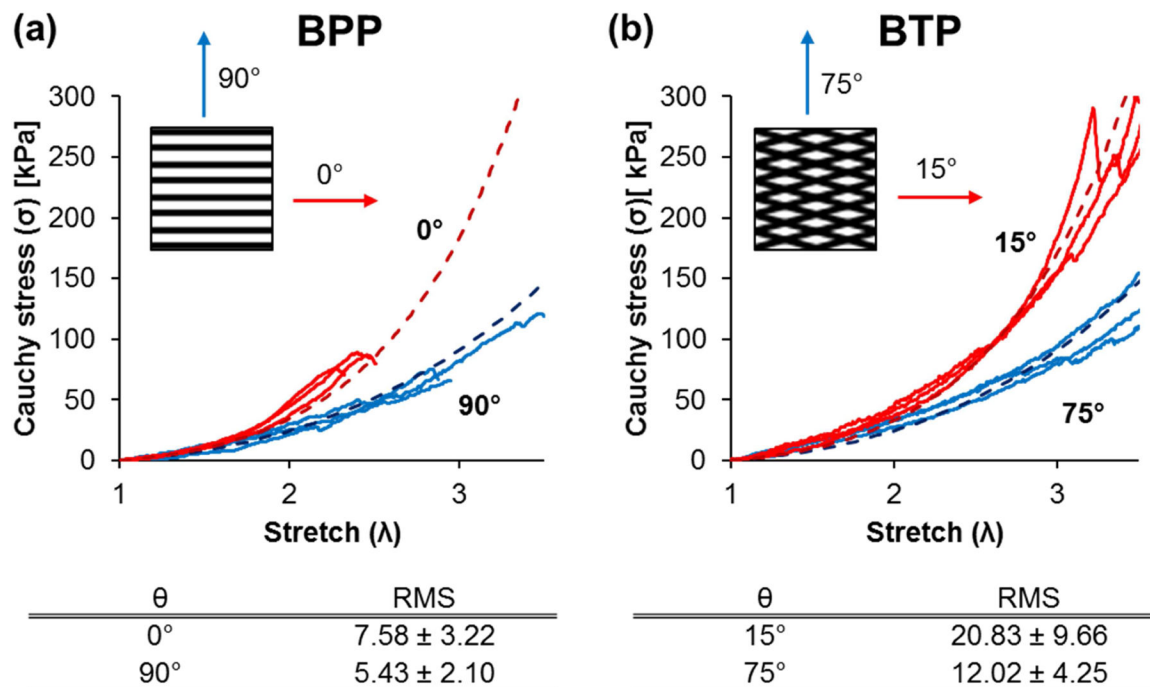 (a) BPP
90°
0°
Cauchy stress (σ) [kPa]
300
250
200
150
100
50
0
0°
90°
1 2 3
Stretch (λ)
θ RMS
0° 7.58 ± 3.22
90° 5.43 ± 2.10
(b) BTP
75°
15°
Cauchy stress (σ)[ kPa]
300
250
200
150
100
50
0
15°
75°
1 2 3
Stretch (λ)
θ RMS
15° 20.83 ± 9.66
75° 12.02 ± 4.25